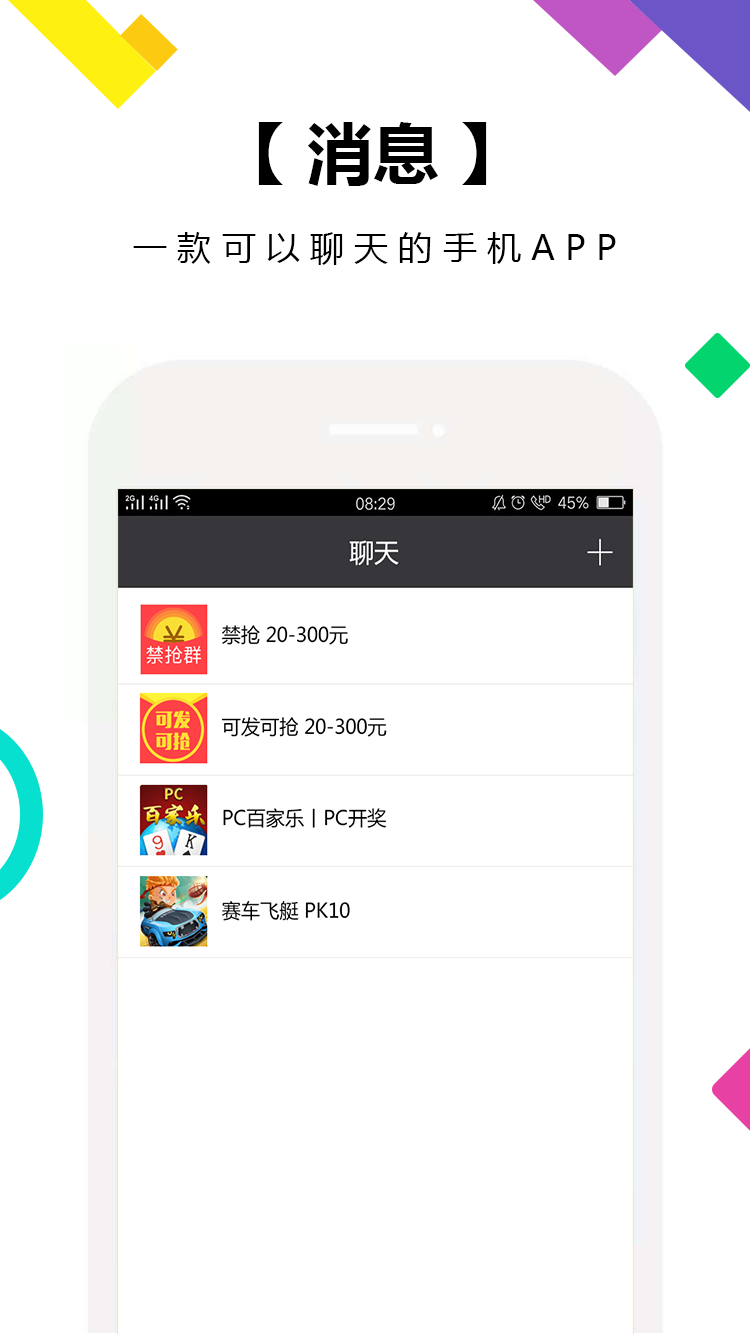 【 消息 】
一款可以聊天的手机APP
2G 4G 08:29 HD 45%
聊天
¥
禁抢群
禁抢 20-300元
可发
可抢
可发可抢 20-300元
PC
百家乐
9 K
PC百家乐丨PC开奖
赛车飞艇 PK10